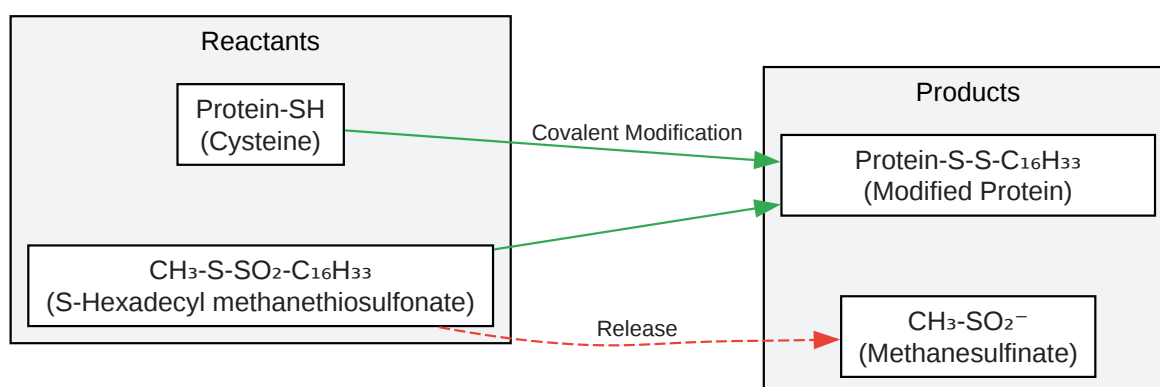 Reactants
Protein-SH
(Cysteine)
CH₃-S-SO₂-C₁₆H₃₃
(S-Hexadecyl methanethiosulfonate)
Covalent Modification
Release
Products
Protein-S-S-C₁₆H₃₃
(Modified Protein)
CH₃-SO₂⁻
(Methanesulfinate)